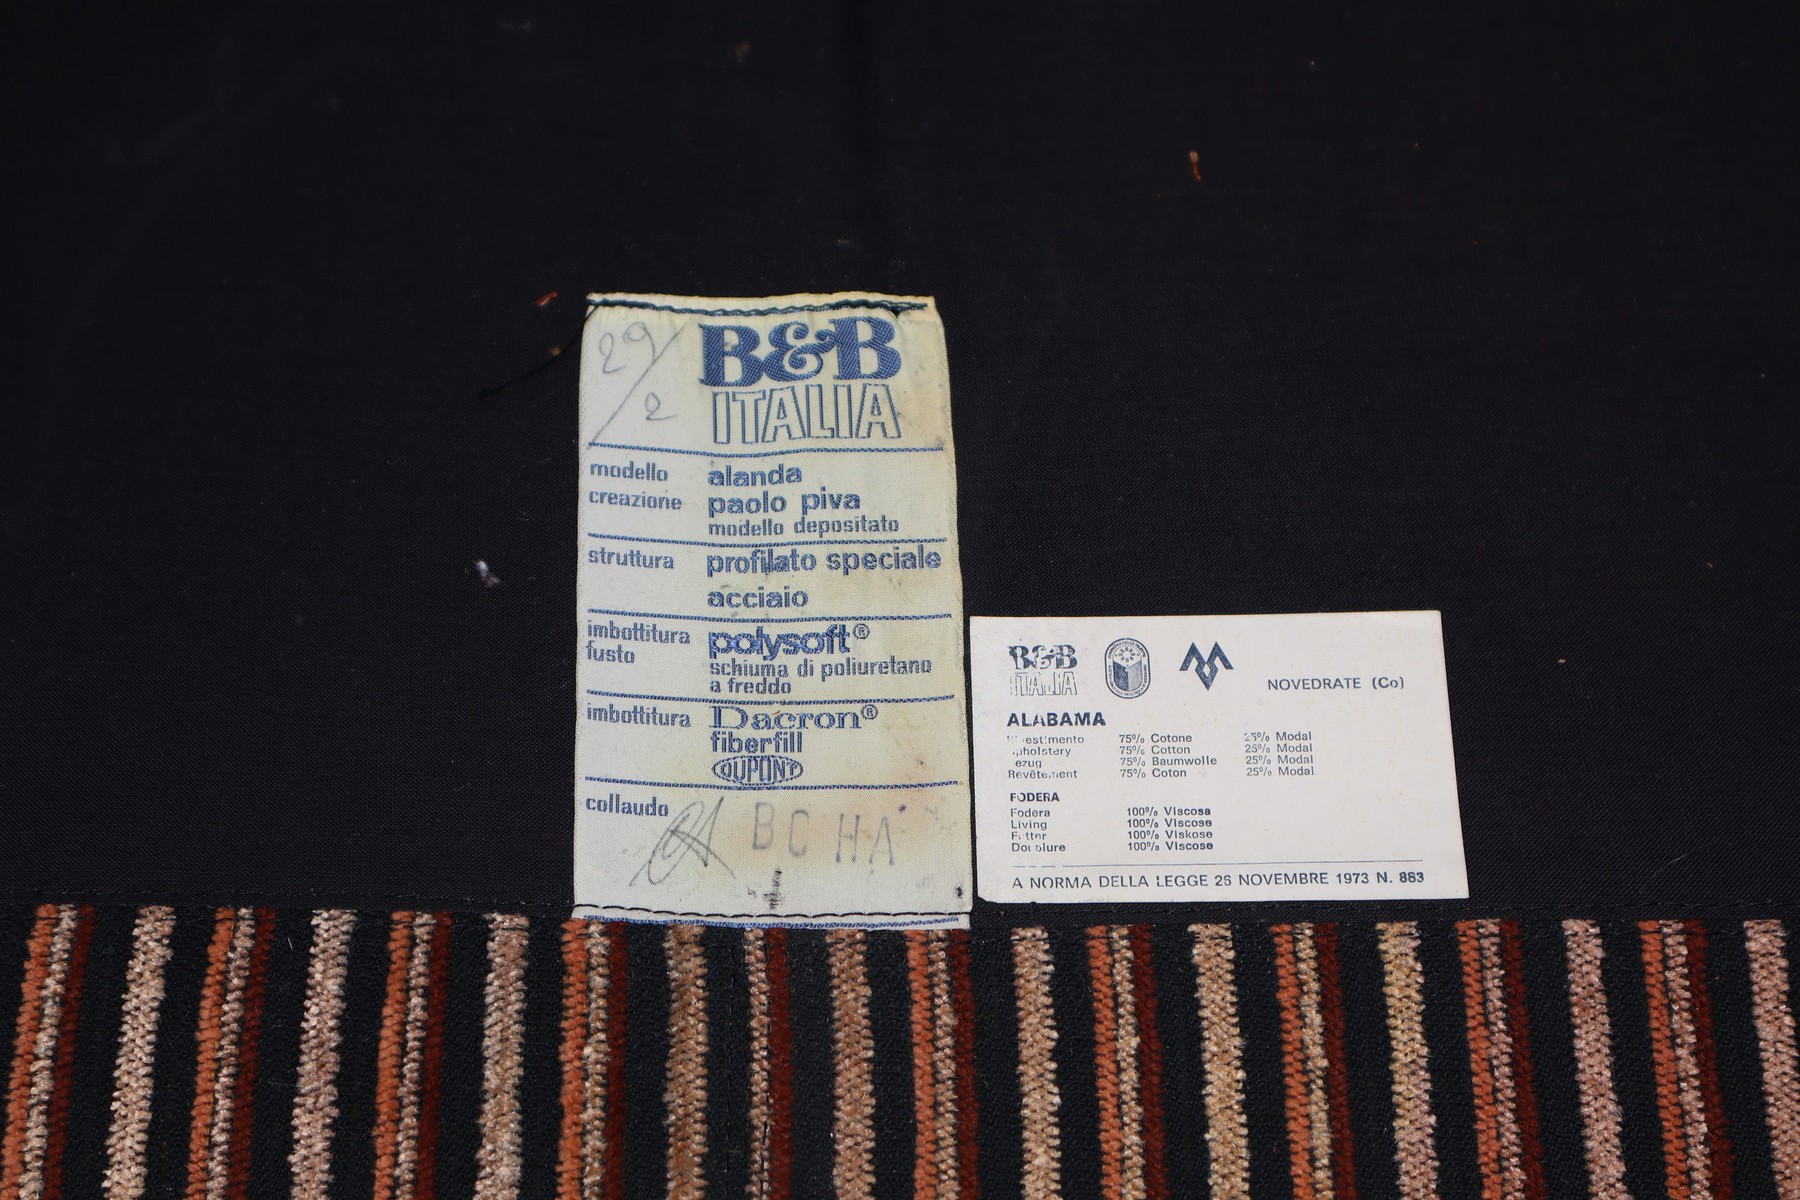 29/2
B&B
ITALIA
modello alanda
creazione paolo piva
modello depositato
struttura profilato speciale
acciaio
imbottitura fusto polysoft®
schiuma di poliuretano
a freddo
imbottitura Dacron®
fiberfill
DUPONT
collaudo BC HA
B&B
ITALIA
NOVEDRATE (Co)
ALABAMA
75% Cotone 25% Modal
75% Cotton 25% Modal
75% Baumwolle 25% Modal
Revêtement 75% Coton 25% Modal
FODERA
Fodera 100% Viscosa
Living 100% Viscose
100% Viskose
Doublure 100% Viscose
A NORMA DELLA LEGGE 26 NOVEMBRE 1973 N. 883